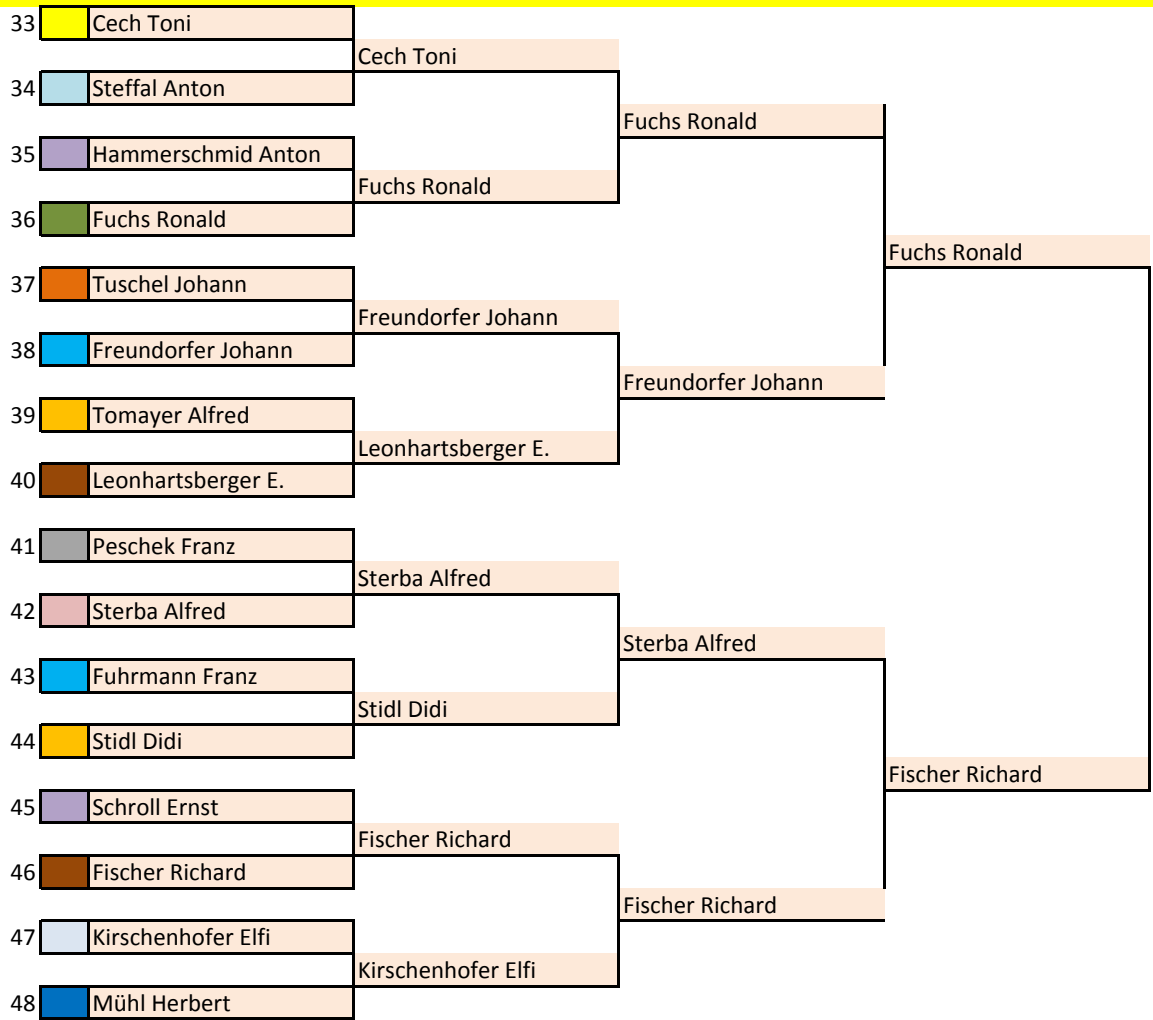 33 Cech Toni
Cech Toni
34 Steffal Anton
Fuchs Ronald
35 Hammerschmid Anton
Fuchs Ronald
36 Fuchs Ronald
Fuchs Ronald
37 Tuschel Johann
Freundorfer Johann
38 Freundorfer Johann
Freundorfer Johann
39 Tomayer Alfred
Leonhartsberger E.
40 Leonhartsberger E.
41 Peschek Franz
Sterba Alfred
42 Sterba Alfred
Sterba Alfred
43 Fuhrmann Franz
Stidl Didi
44 Stidl Didi
Fischer Richard
45 Schroll Ernst
Fischer Richard
46 Fischer Richard
Fischer Richard
47 Kirschenhofer Elfi
Kirschenhofer Elfi
48 Mühl Herbert